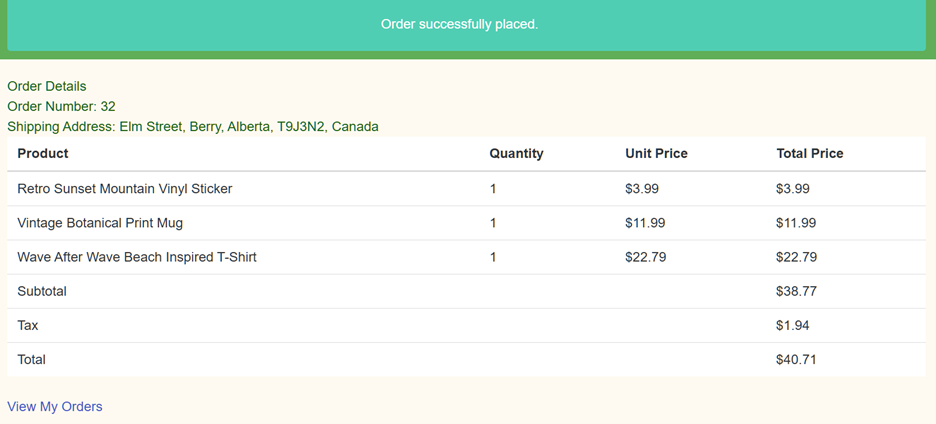 Order successfully placed.
Order Details
Order Number: 32
Shipping Address: Elm Street, Berry, Alberta, T9J3N2, Canada
Product Quantity Unit Price Total Price
Retro Sunset Mountain Vinyl Sticker 1 $3.99 $3.99
Vintage Botanical Print Mug 1 $11.99 $11.99
Wave After Wave Beach Inspired T-Shirt 1 $22.79 $22.79
Subtotal $38.77
Tax $1.94
Total $40.71
View My Orders